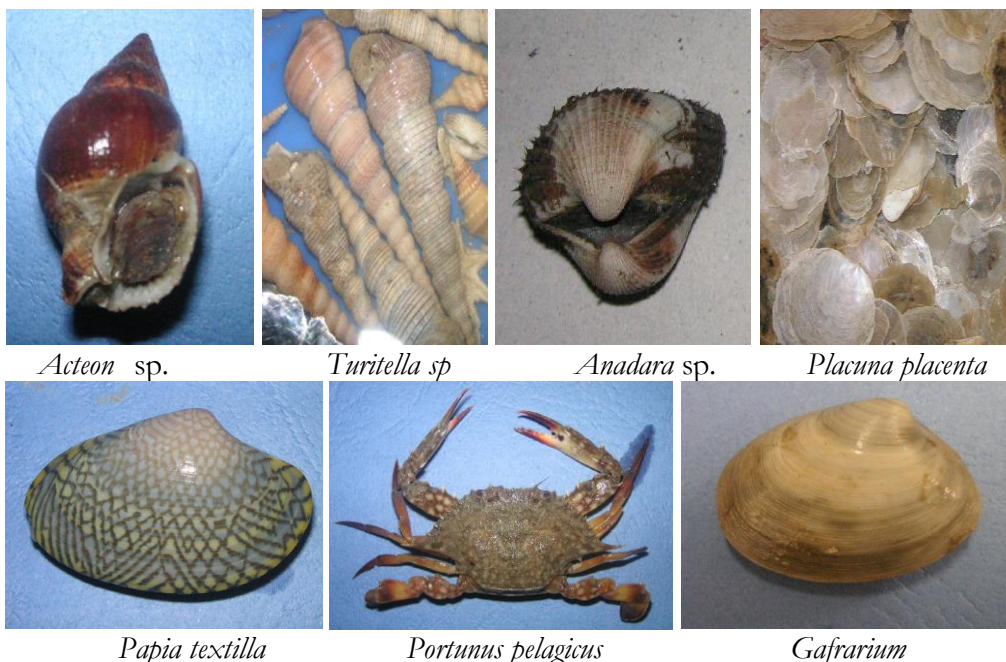 Acteon sp.
Turitella sp
Anadara sp.
Placuna placenta
Papia textilla
Portunus pelagicus
Gafrarium